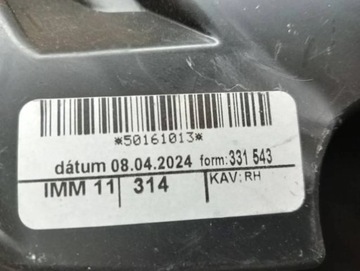 *50161013*
dátum 08.04.2024 form: 331 543
IMM 11 314 KAV: RH